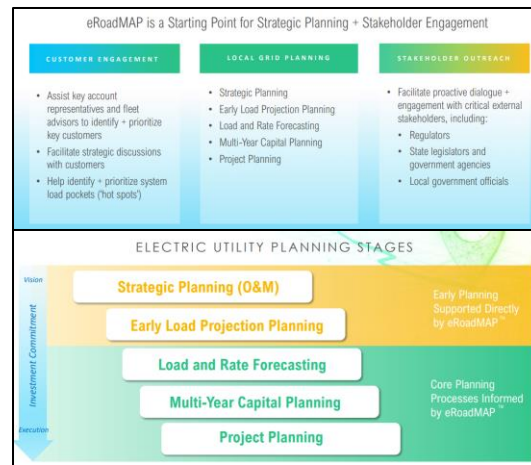 eRoadMAP is a Starting Point for Strategic Planning + Stakeholder Engagement
CUSTOMER ENGAGEMENT
• Assist key account
representatives and fleet
advisors to identify + prioritize
key customers
• Facilitate strategic discussions
with customers
• Help identify + prioritize system
load pockets ('hot spots')
LOCAL GRID PLANNING
• Strategic Planning
• Early Load Projection Planning
• Load and Rate Forecasting
• Multi-Year Capital Planning
• Project Planning
STAKEHOLDER OUTREACH
• Facilitate proactive dialogue +
engagement with critical external
stakeholders, including:
• Regulators
• State legislators and
government agencies
• Local government officials
ELECTRIC UTILITY PLANNING STAGES
Vision
Investment Commitment
Execution
Strategic Planning (O&M)
Early Load Projection Planning
Load and Rate Forecasting
Multi-Year Capital Planning
Project Planning
Early Planning
Supported Directly
by eRoadMAP™
Core Planning
Processes Informed
by eRoadMAP™